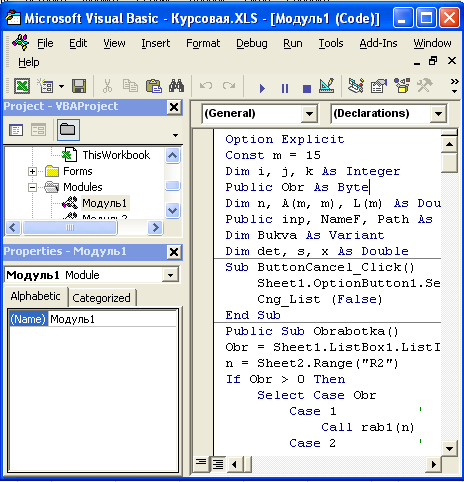 Microsoft Visual Basic - Курсовая.XLS - [Модуль1 (Code)]
File Edit View Insert Format Debug Run Tools Add-Ins Window
Help
Project - VBAProject
ThisWorkbook
Forms
Modules
Модуль1
Модуль2
Properties - Модуль1
Модуль1 Module
Alphabetic Categorized
(Name) Модуль1
(General) (Declarations)
Option Explicit
Const m = 15
Dim i, j, k As Integer
Public Obr As Byte
Dim n, A(m, m), L(m) As Dou
Public inp, NameF, Path As
Dim Bukva As Variant
Dim det, s, x As Double
Sub ButtonCancel_Click()
Sheet1.OptionButton1.Se
Cng_List (False)
End Sub
Public Sub Obrabotka()
Obr = Sheet1.ListBox1.ListI
n = Sheet2.Range("R2")
If Obr > 0 Then
Select Case Obr
Case 1 '
Call rab1(n)
Case 2 '